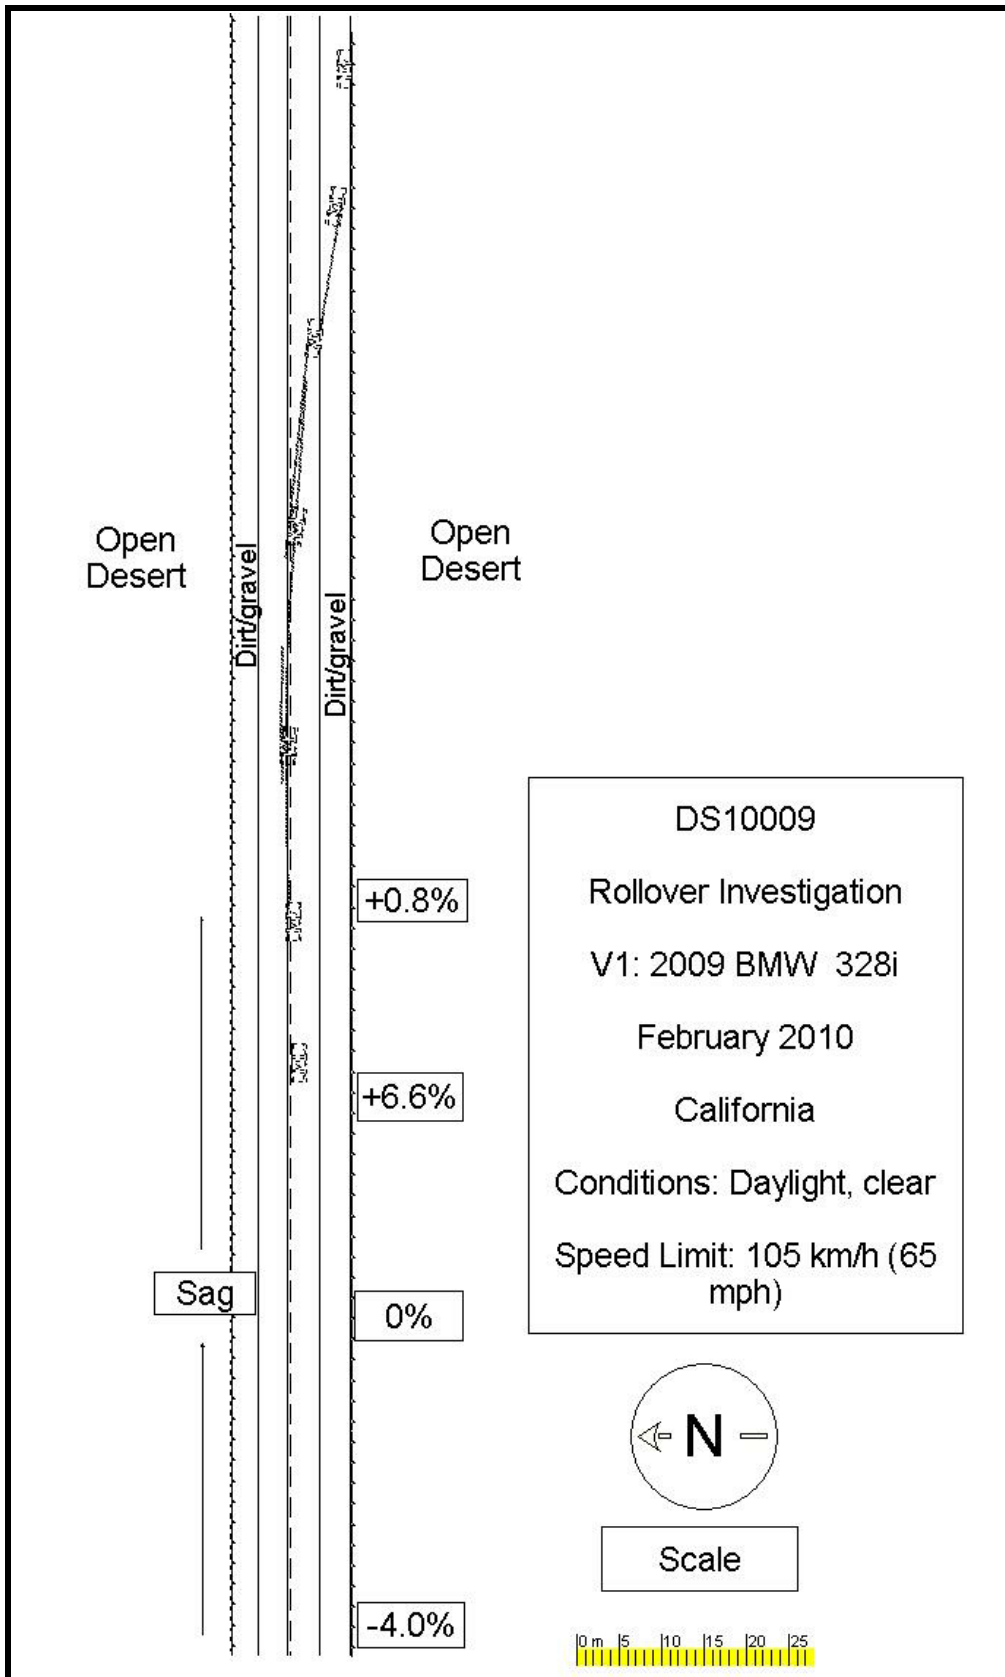 Open
Desert
Dirt/gravel
Dirt/gravel
Open
Desert
+0.8%
+6.6%
Sag
0%
-4.0%
DS10009
Rollover Investigation
V1: 2009 BMW 328i
February 2010
California
Conditions: Daylight, clear
Speed Limit: 105 km/h (65
mph)
N
Scale
0 m 5 10 15 20 25